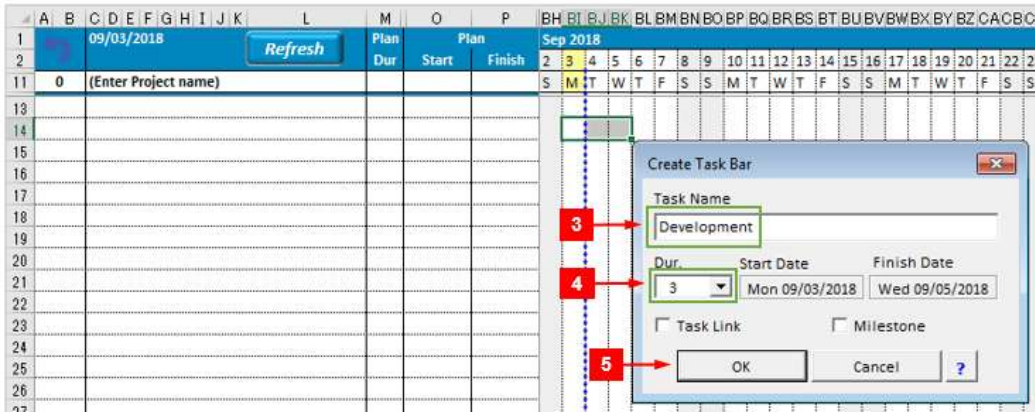 A B C D E F G H I J K L M O P BH BI BJ BK BL BM BN BO BP BQ BR BS BT BU BV BW BX BY BZ CA CB C
1 09/03/2018 Refresh Plan Plan Sep 2018
2 Dur Start Finish 2 3 4 5 6 7 8 9 10 11 12 13 14 15 16 17 18 19 20 21 22 2
11 0 (Enter Project name) S M T W T F S S M T W T F S S M T W T F S S
13
14
15
16
17
18
19
20
21
22
23
24
25
26
27
Create Task Bar
Task Name
3 Development
Dur. Start Date Finish Date
4 3 Mon 09/03/2018 Wed 09/05/2018
Task Link Milestone
5 OK Cancel ?